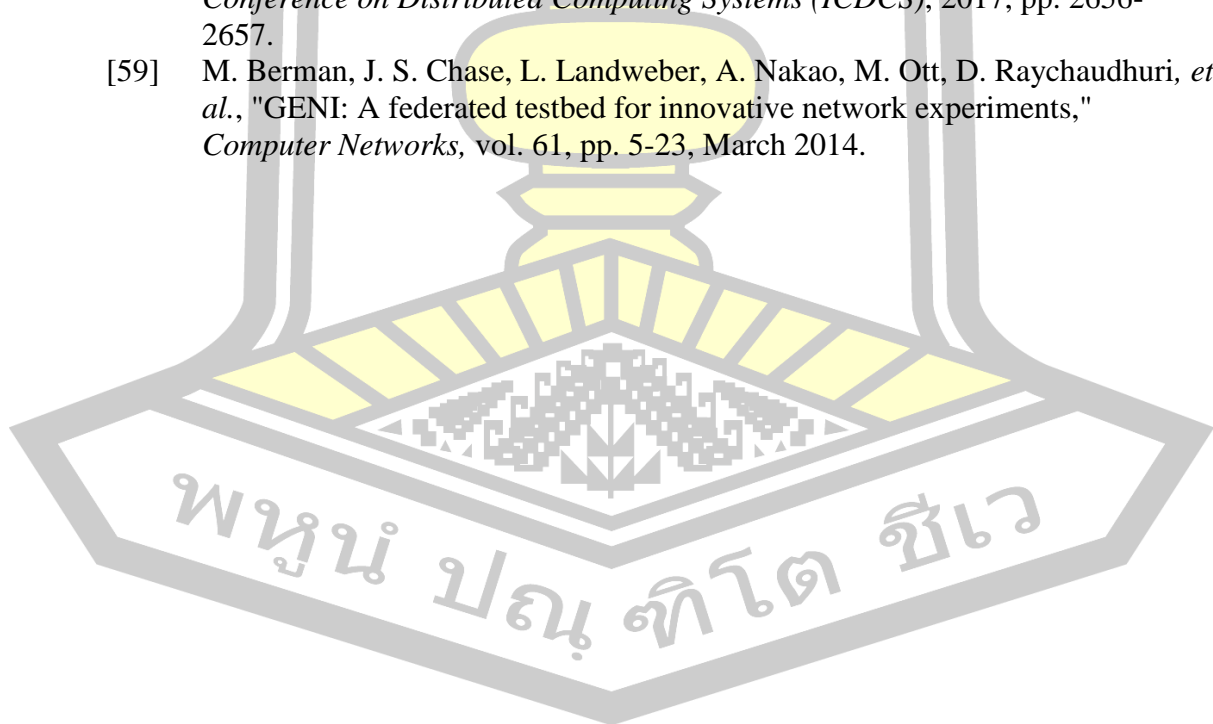 Conference on Distributed Computing Systems (ICDCS), 2017, pp. 2656-
2657.
[59] M. Berman, J. S. Chase, L. Landweber, A. Nakao, M. Ott, D. Raychaudhuri, et
al., "GENI: A federated testbed for innovative network experiments,"
Computer Networks, vol. 61, pp. 5-23, March 2014.
พหูนํ ปณฺ ฑิโต ชีเว